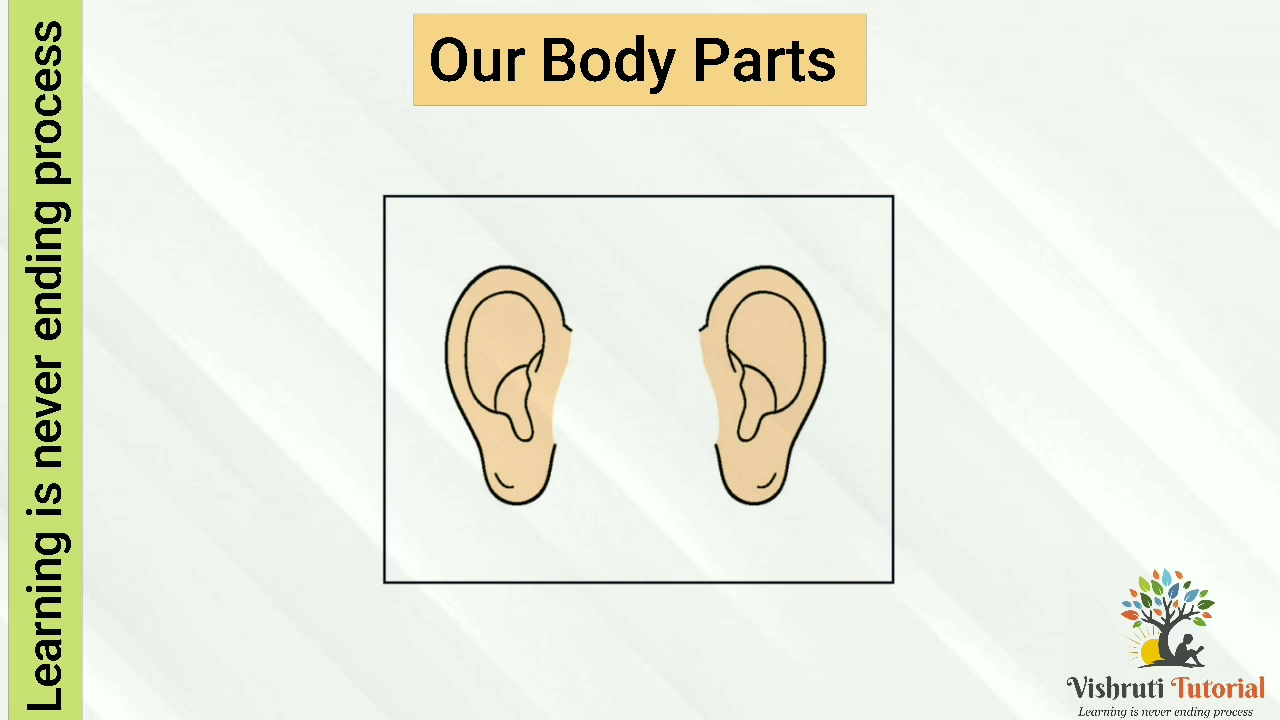 Our Body Parts
Learning is never ending process
Vishruti Tutorial
Learning is never ending process